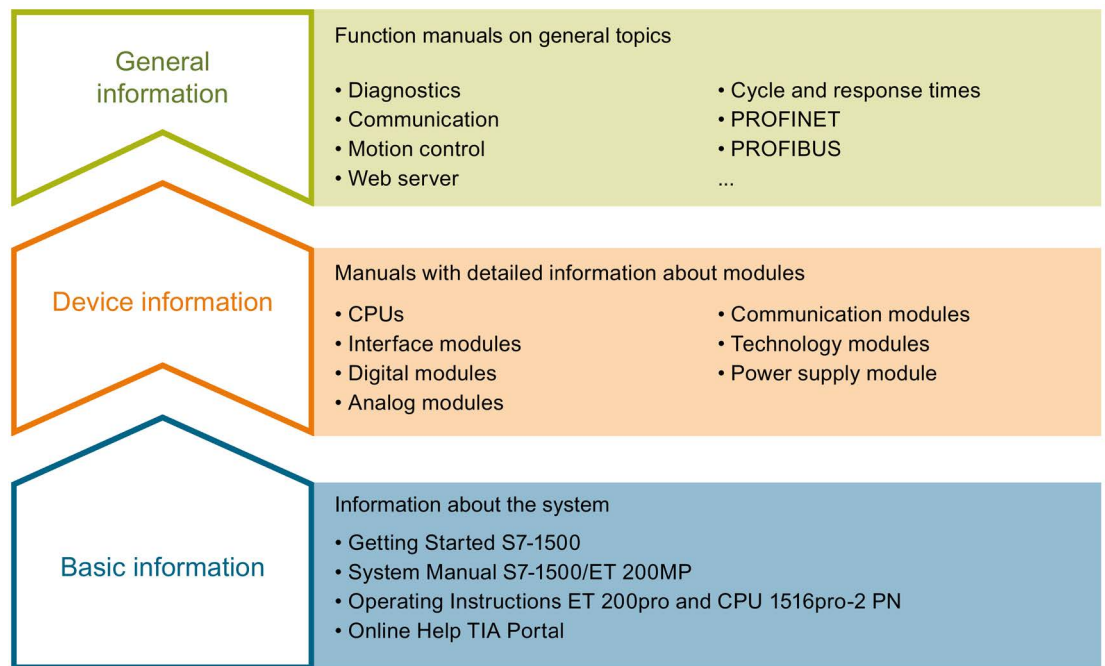 General
information
Function manuals on general topics
• Diagnostics
• Communication
• Motion control
• Web server
• Cycle and response times
• PROFINET
• PROFIBUS
...
Device information
Manuals with detailed information about modules
• CPUs
• Interface modules
• Digital modules
• Analog modules
• Communication modules
• Technology modules
• Power supply module
Basic information
Information about the system
• Getting Started S7-1500
• System Manual S7-1500/ET 200MP
• Operating Instructions ET 200pro and CPU 1516pro-2 PN
• Online Help TIA Portal